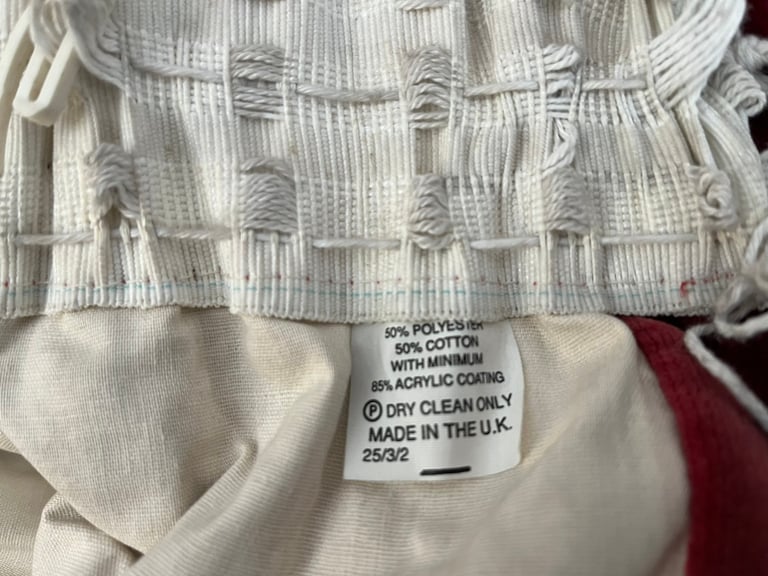 50% POLYESTER
50% COTTON
WITH MINIMUM
85% ACRYLIC COATING
Ⓟ DRY CLEAN ONLY
MADE IN THE U.K.
25/3/2